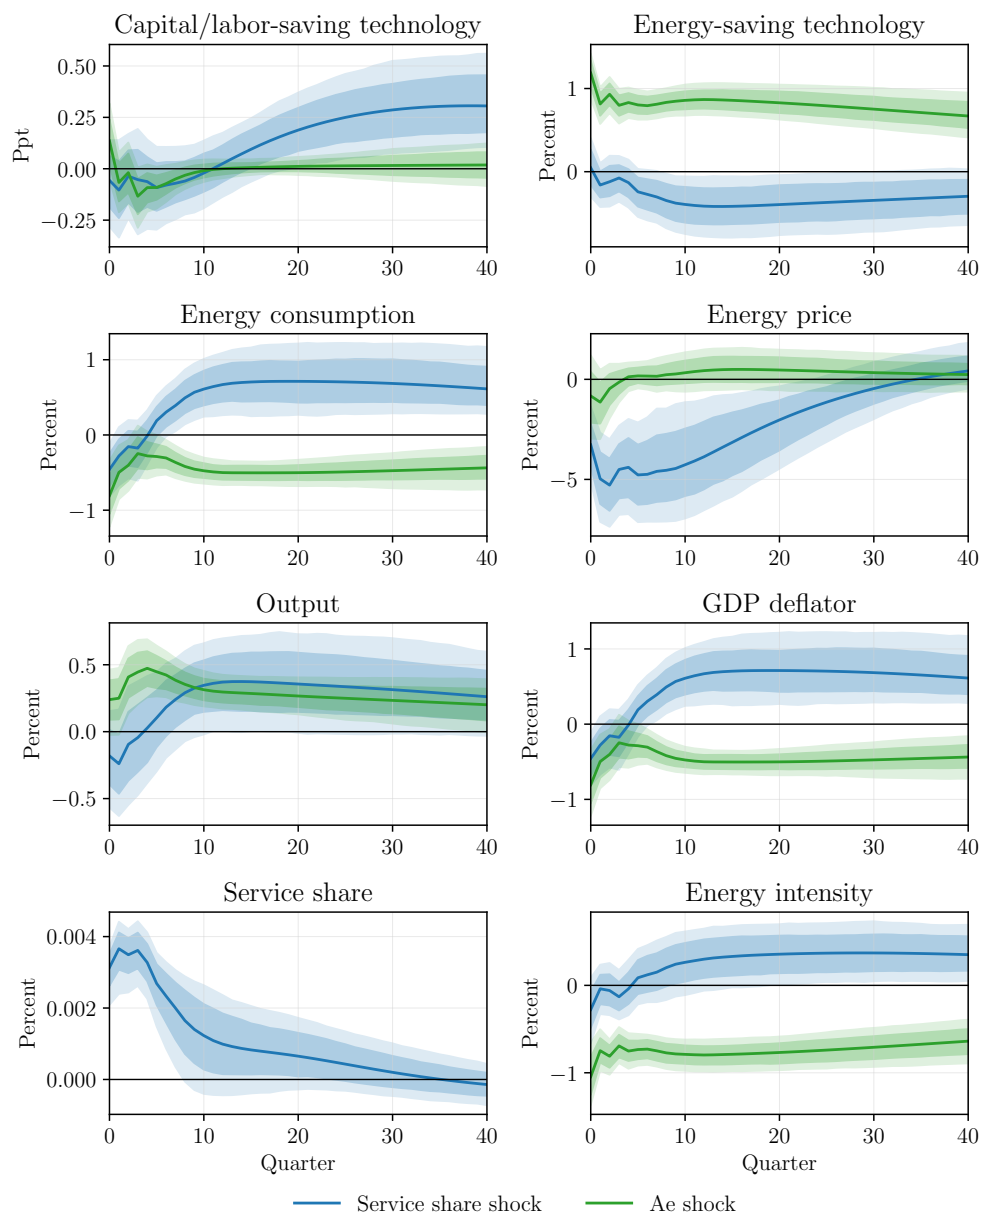 Capital/labor-saving technology
Ppt
0.50
0.25
0.00
−0.25
0 10 20 30 40
Energy-saving technology
Percent
1
0
0 10 20 30 40
Energy consumption
Percent
1
0
−1
0 10 20 30 40
Energy price
Percent
0
−5
0 10 20 30 40
Output
Percent
0.5
0.0
−0.5
0 10 20 30 40
GDP deflator
Percent
1
0
−1
0 10 20 30 40
Service share
Percent
0.004
0.002
0.000
0 10 20 30 40
Quarter
Energy intensity
Percent
0
−1
0 10 20 30 40
Quarter
Service share shock
Ae shock